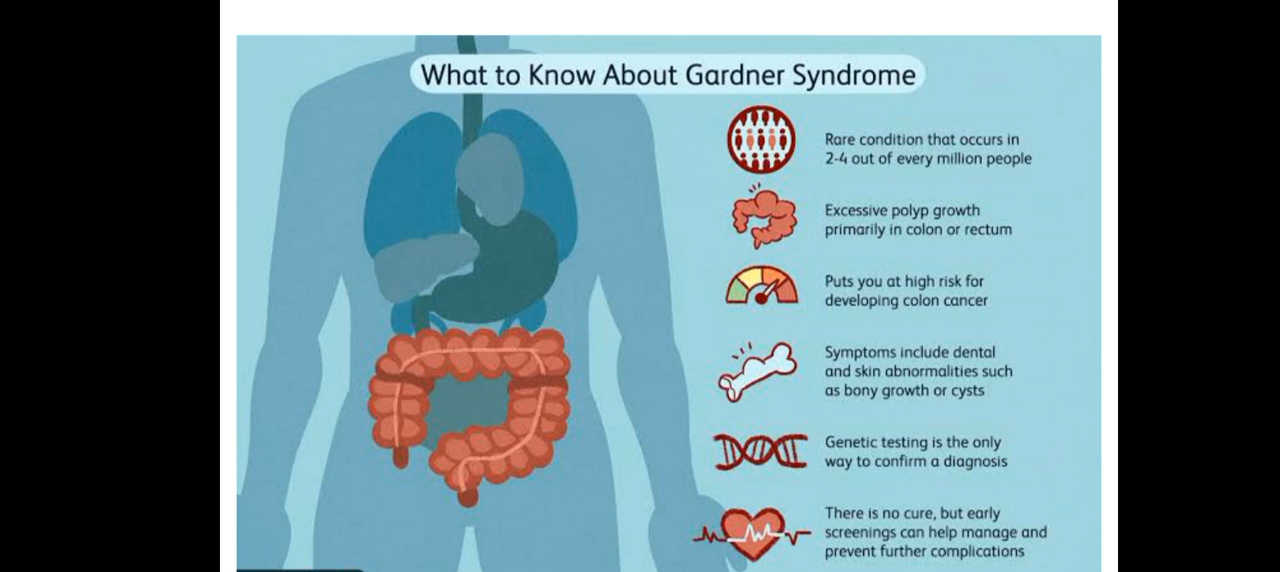 What to Know About Gardner Syndrome
Rare condition that occurs in
2-4 out of every million people
Excessive polyp growth
primarily in colon or rectum
Puts you at high risk for
developing colon cancer
Symptoms include dental
and skin abnormalities such
as bony growth or cysts
Genetic testing is the only
way to confirm a diagnosis
There is no cure, but early
screenings can help manage and
prevent further complications